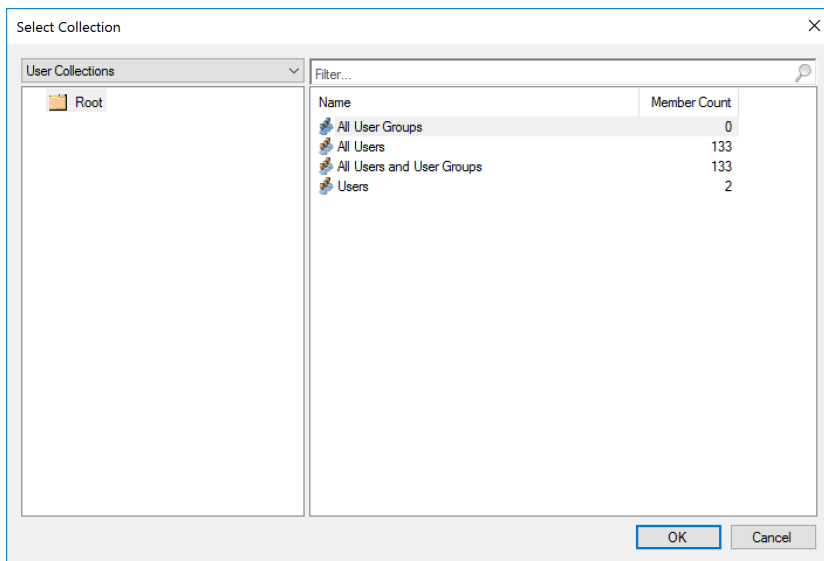 Select Collection
User Collections
Filter...
Root
Name Member Count
All User Groups 0
All Users 133
All Users and User Groups 133
Users 2
OK Cancel